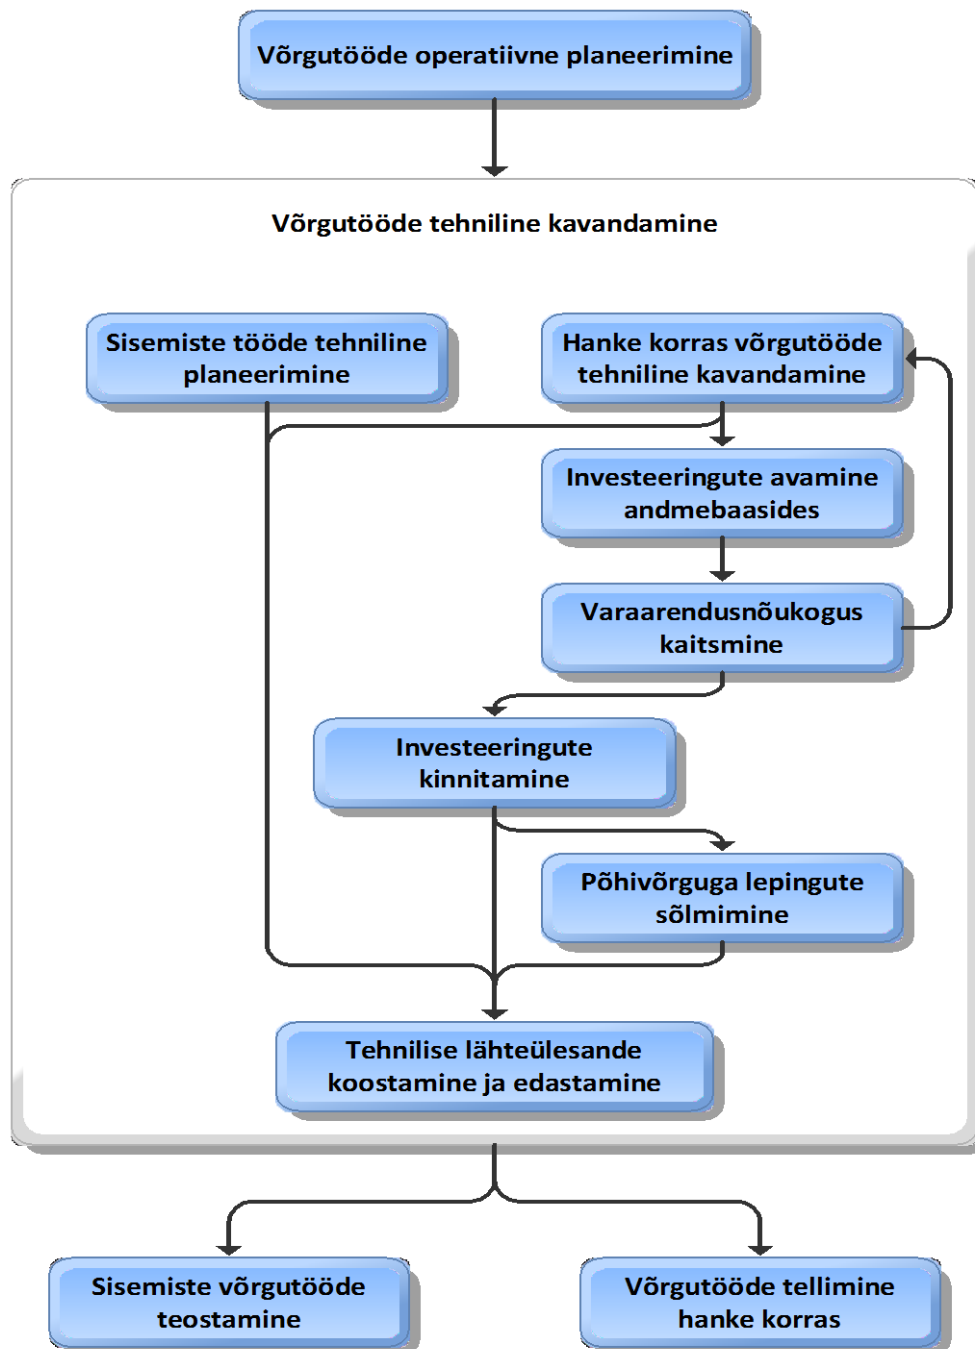 Võrgutööde operatiivne planeerimine
Võrgutööde tehniline kavandamine
Sisemiste tööde tehniline
planeerimine
Hanke korras võrgutööde
tehniline kavandamine
Investeeringute avamine
andmebaasides
Varaarendusnõukogus
kaitsmine
Investeeringute
kinnitamine
Põhivõrguga lepingute
sõlmimine
Tehnilise lähteülesande
koostamine ja edastamine
Sisemiste võrgutööde
teostamine
Võrgutööde tellimine
hanke korras